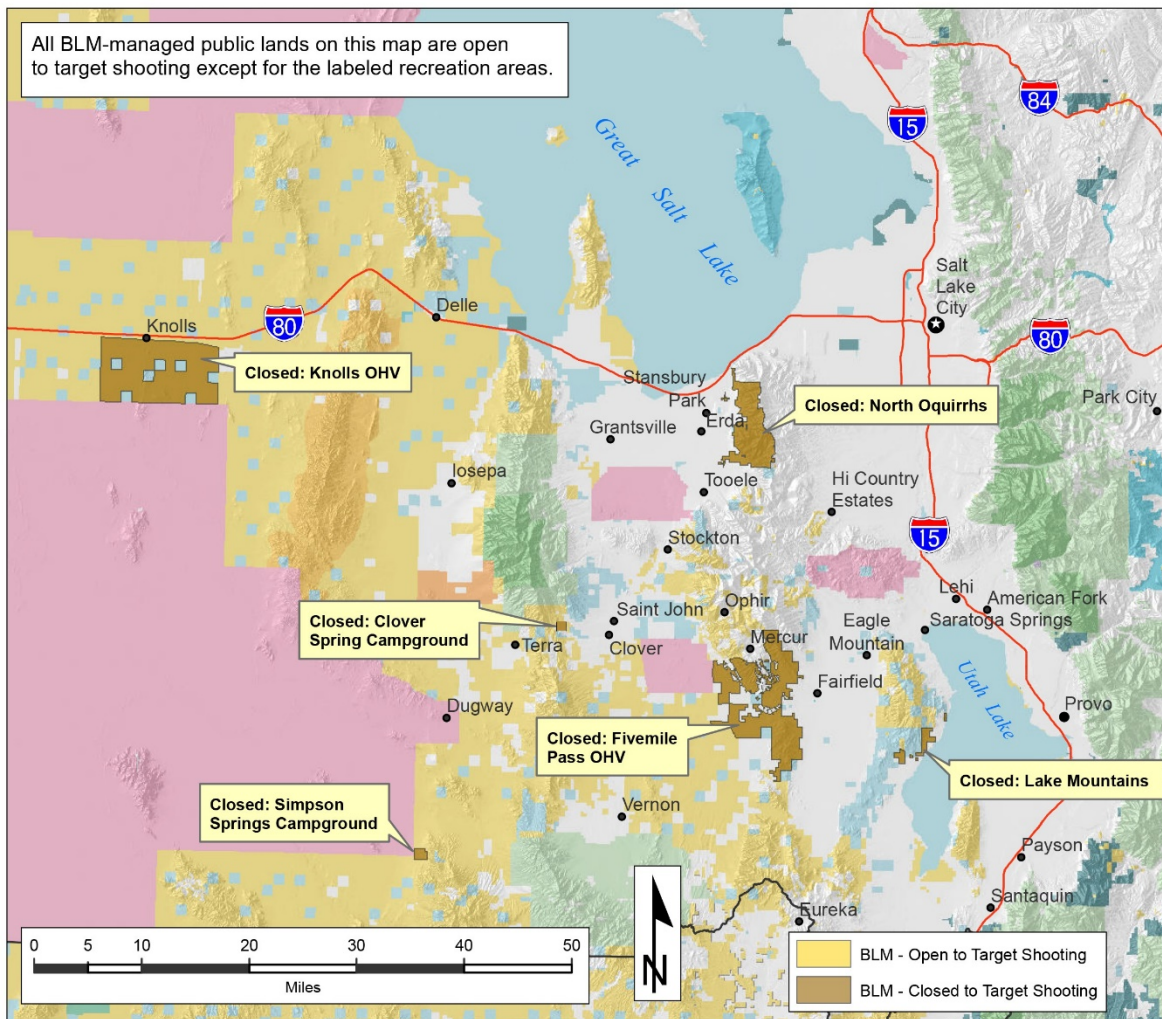 All BLM-managed public lands on this map are open
to target shooting except for the labeled recreation areas.
84
15
Great
Salt
Lake
Salt
Lake
City
Delle
Knolls
80
80
Closed: Knolls OHV
Stansbury
Park
Park City
Closed: North Oquirrhs
Grantsville
Erda
Iosepa
Tooele
Hi Country
Estates
15
Stockton
Lehi
American Fork
Ophir
Saint John
Saratoga Springs
Closed: Clover
Spring Campground
Terra
Clover
Mercur
Eagle
Mountain
Utah Lake
Fairfield
Provo
Dugway
Closed: Fivemile
Pass OHV
Closed: Lake Mountains
Closed: Simpson
Springs Campground
Vernon
Payson
Santaquin
Eureka
0 5 10 20 30 40 50
Miles
N
BLM - Open to Target Shooting
BLM - Closed to Target Shooting